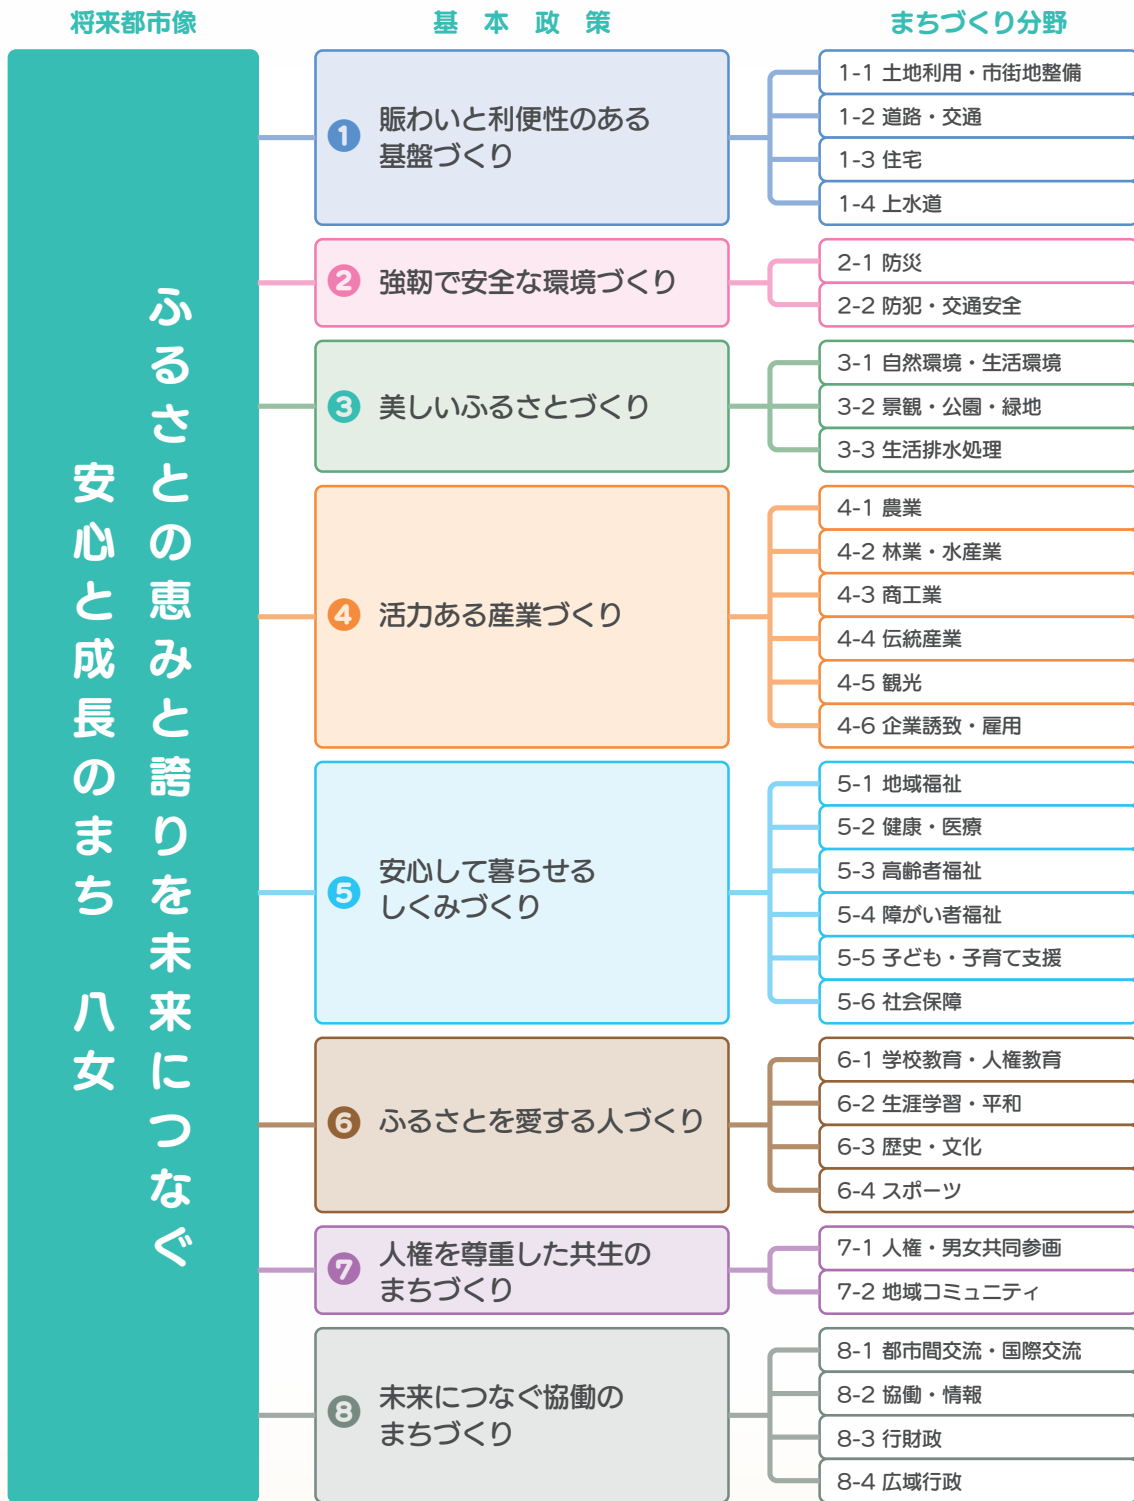 将来都市像
基本政策
まちづくり分野
ふるさとの恵みと誇りを未来につなぐ
安心と成長のまち 八女
1 賑わいと利便性のある
基盤づくり
1-1 土地利用・市街地整備
1-2 道路・交通
1-3 住宅
1-4 上水道
2 強靭で安全な環境づくり
2-1 防災
2-2 防犯・交通安全
3 美しいふるさとづくり
3-1 自然環境・生活環境
3-2 景観・公園・緑地
3-3 生活排水処理
4 活力ある産業づくり
4-1 農業
4-2 林業・水産業
4-3 商工業
4-4 伝統産業
4-5 観光
4-6 企業誘致・雇用
5 安心して暮らせる
しくみづくり
5-1 地域福祉
5-2 健康・医療
5-3 高齢者福祉
5-4 障がい者福祉
5-5 子ども・子育て支援
5-6 社会保障
6 ふるさとを愛する人づくり
6-1 学校教育・人権教育
6-2 生涯学習・平和
6-3 歴史・文化
6-4 スポーツ
7 人権を尊重した共生の
まちづくり
7-1 人権・男女共同参画
7-2 地域コミュニティ
8 未来につなぐ協働の
まちづくり
8-1 都市間交流・国際交流
8-2 協働・情報
8-3 行財政
8-4 広域行政